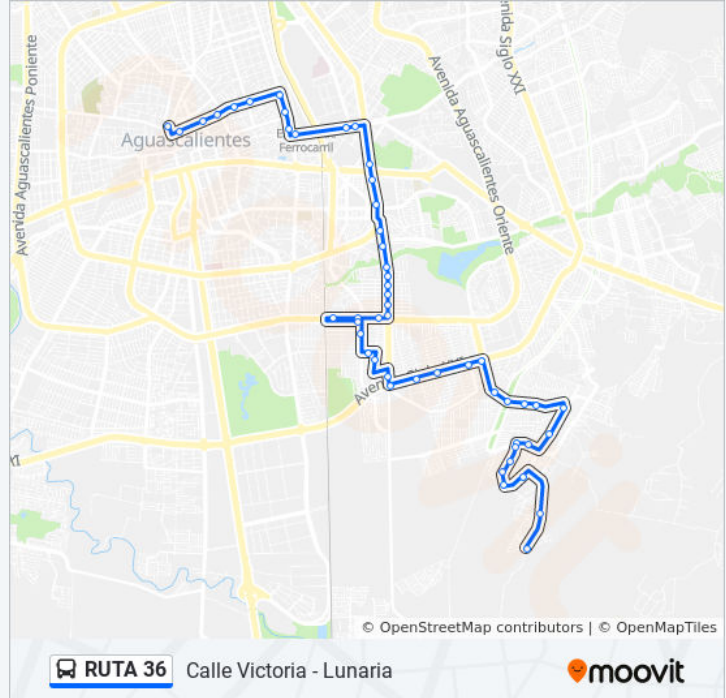 Avenida Aguascalientes Poniente
enida Siglo XXI
Avenida Aguascalientes Oriente
Aguascalientes
Ferrocarril
© OpenStreetMap contributors | © OpenMapTiles
RUTA 36
Calle Victoria - Lunaria
moovit